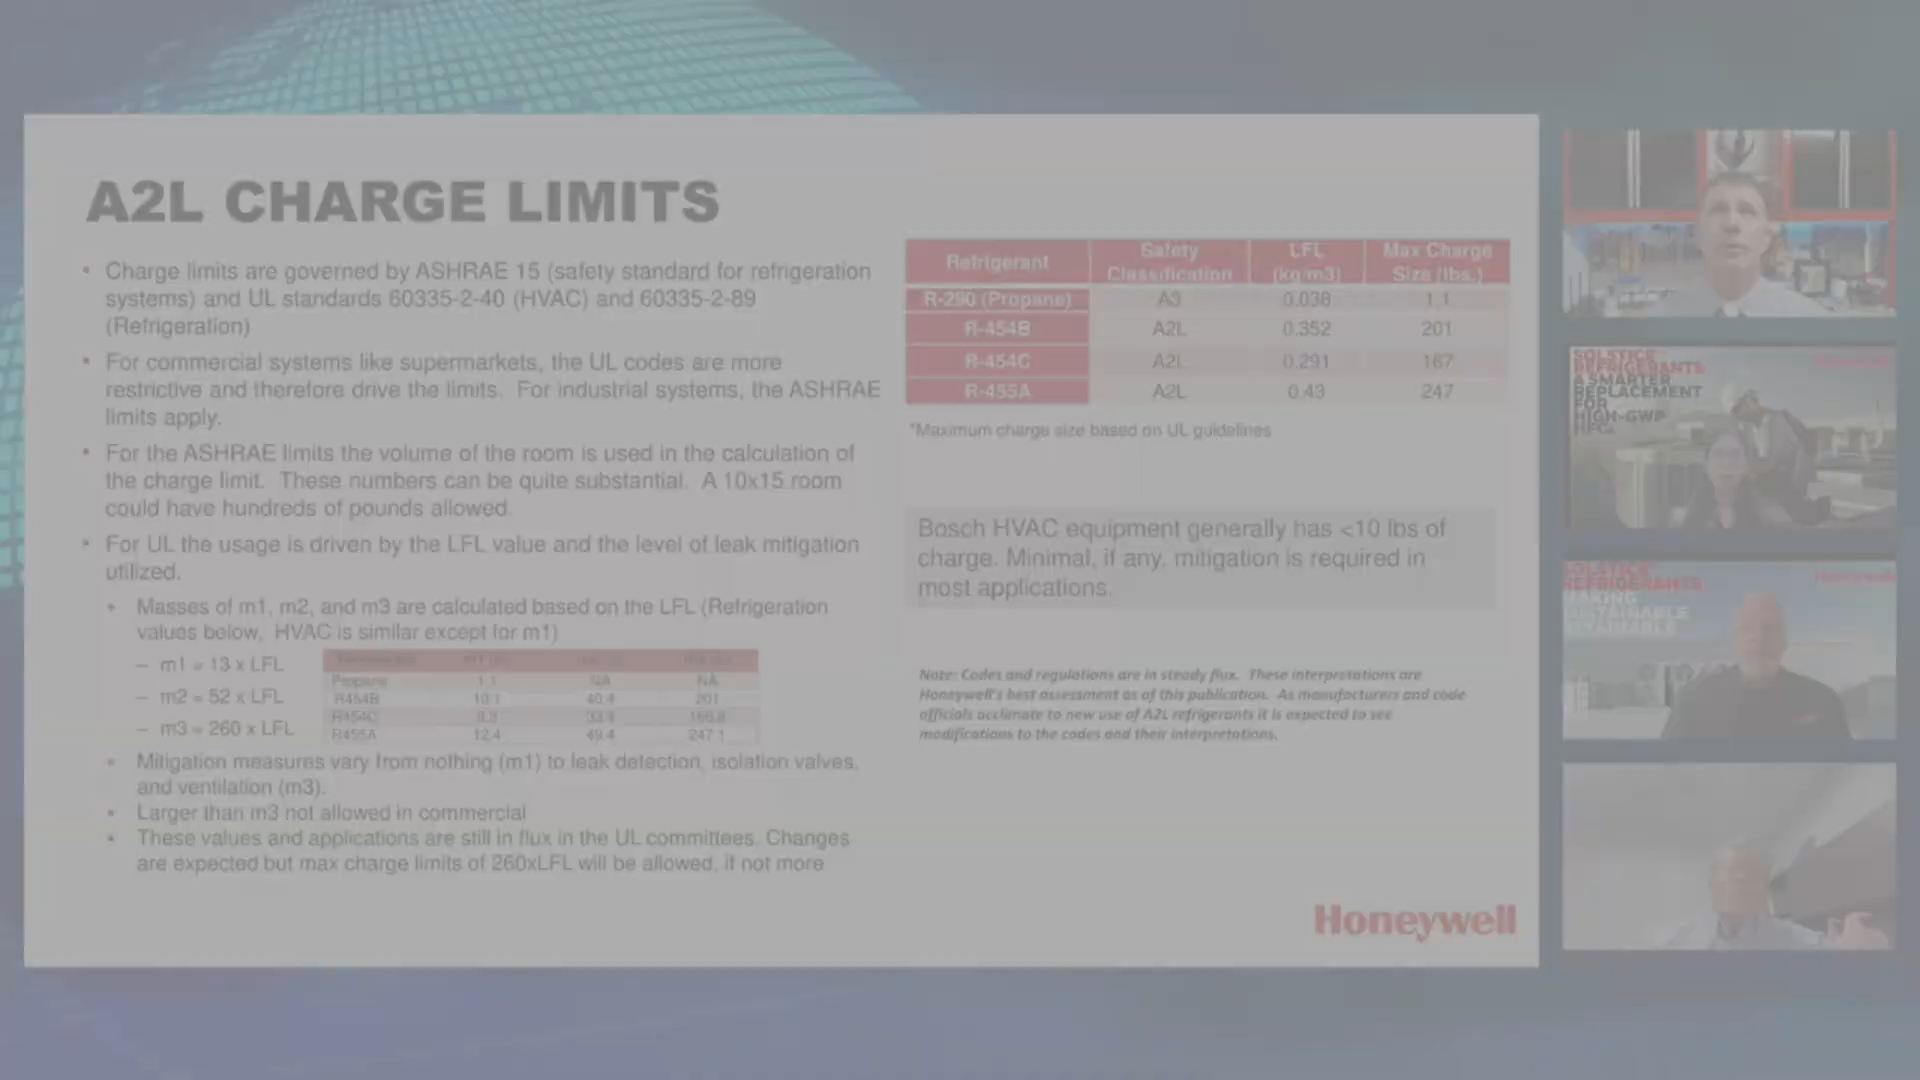 A2L CHARGE LIMITS
• Charge limits are governed by ASHRAE 15 (safety standard for refrigeration
systems) and UL standards 60335-2-40 (HVAC) and 60335-2-89
(Refrigeration)
• For commercial systems like supermarkets, the UL codes are more
restrictive and therefore drive the limits. For industrial systems, the ASHRAE
limits apply.
• For the ASHRAE limits the volume of the room is used in the calculation of
the charge limit. These numbers can be quite substantial. A 10x15 room
could have hundreds of pounds allowed.
• For UL the usage is driven by the LFL value and the level of leak mitigation
utilized.
• Masses of m1, m2, and m3 are calculated based on the LFL (Refrigeration
values below, HVAC is similar except for m1)
– m1 = 13 x LFL
– m2 = 52 x LFL
– m3 = 260 x LFL
Propane 1.1 NA NA
R454B 10.1 40.4 201
R454C 33.4
R455A 12.4 49.4 247.1
• Mitigation measures vary from nothing (m1) to leak detection, isolation valves,
and ventilation (m3).
• Larger than m3 not allowed in commercial
• These values and applications are still in flux in the UL committees. Changes
are expected but max charge limits of 260xLFL will be allowed, if not more
Refrigerant Safety Classification LFL (kg/m3) Max Charge Size (lbs.)
R-290 (Propane) A3 0.038 1.1
R-454B A2L 0.352 201
R-454C A2L 0.291 167
R-455A A2L 0.43 247
*Maximum charge size based on UL guidelines
Bosch HVAC equipment generally has <10 lbs of
charge. Minimal, if any, mitigation is required in
most applications.
Note: Codes and regulations are in steady flux. These interpretations are
Honeywell's best assessment as of this publication. As manufacturers and code
officials acclimate to new use of A2L refrigerants it is expected to see
modifications to the codes and their interpretations.
Honeywell
SOLSTICE
REFRIGERANTS
A SMARTER
REPLACEMENT
FOR
HIGH-GWP
HFCs
SOLSTICE
REFRIGERANTS
MAKING
SUSTAINABLE
ATTAINABLE
Honeywell